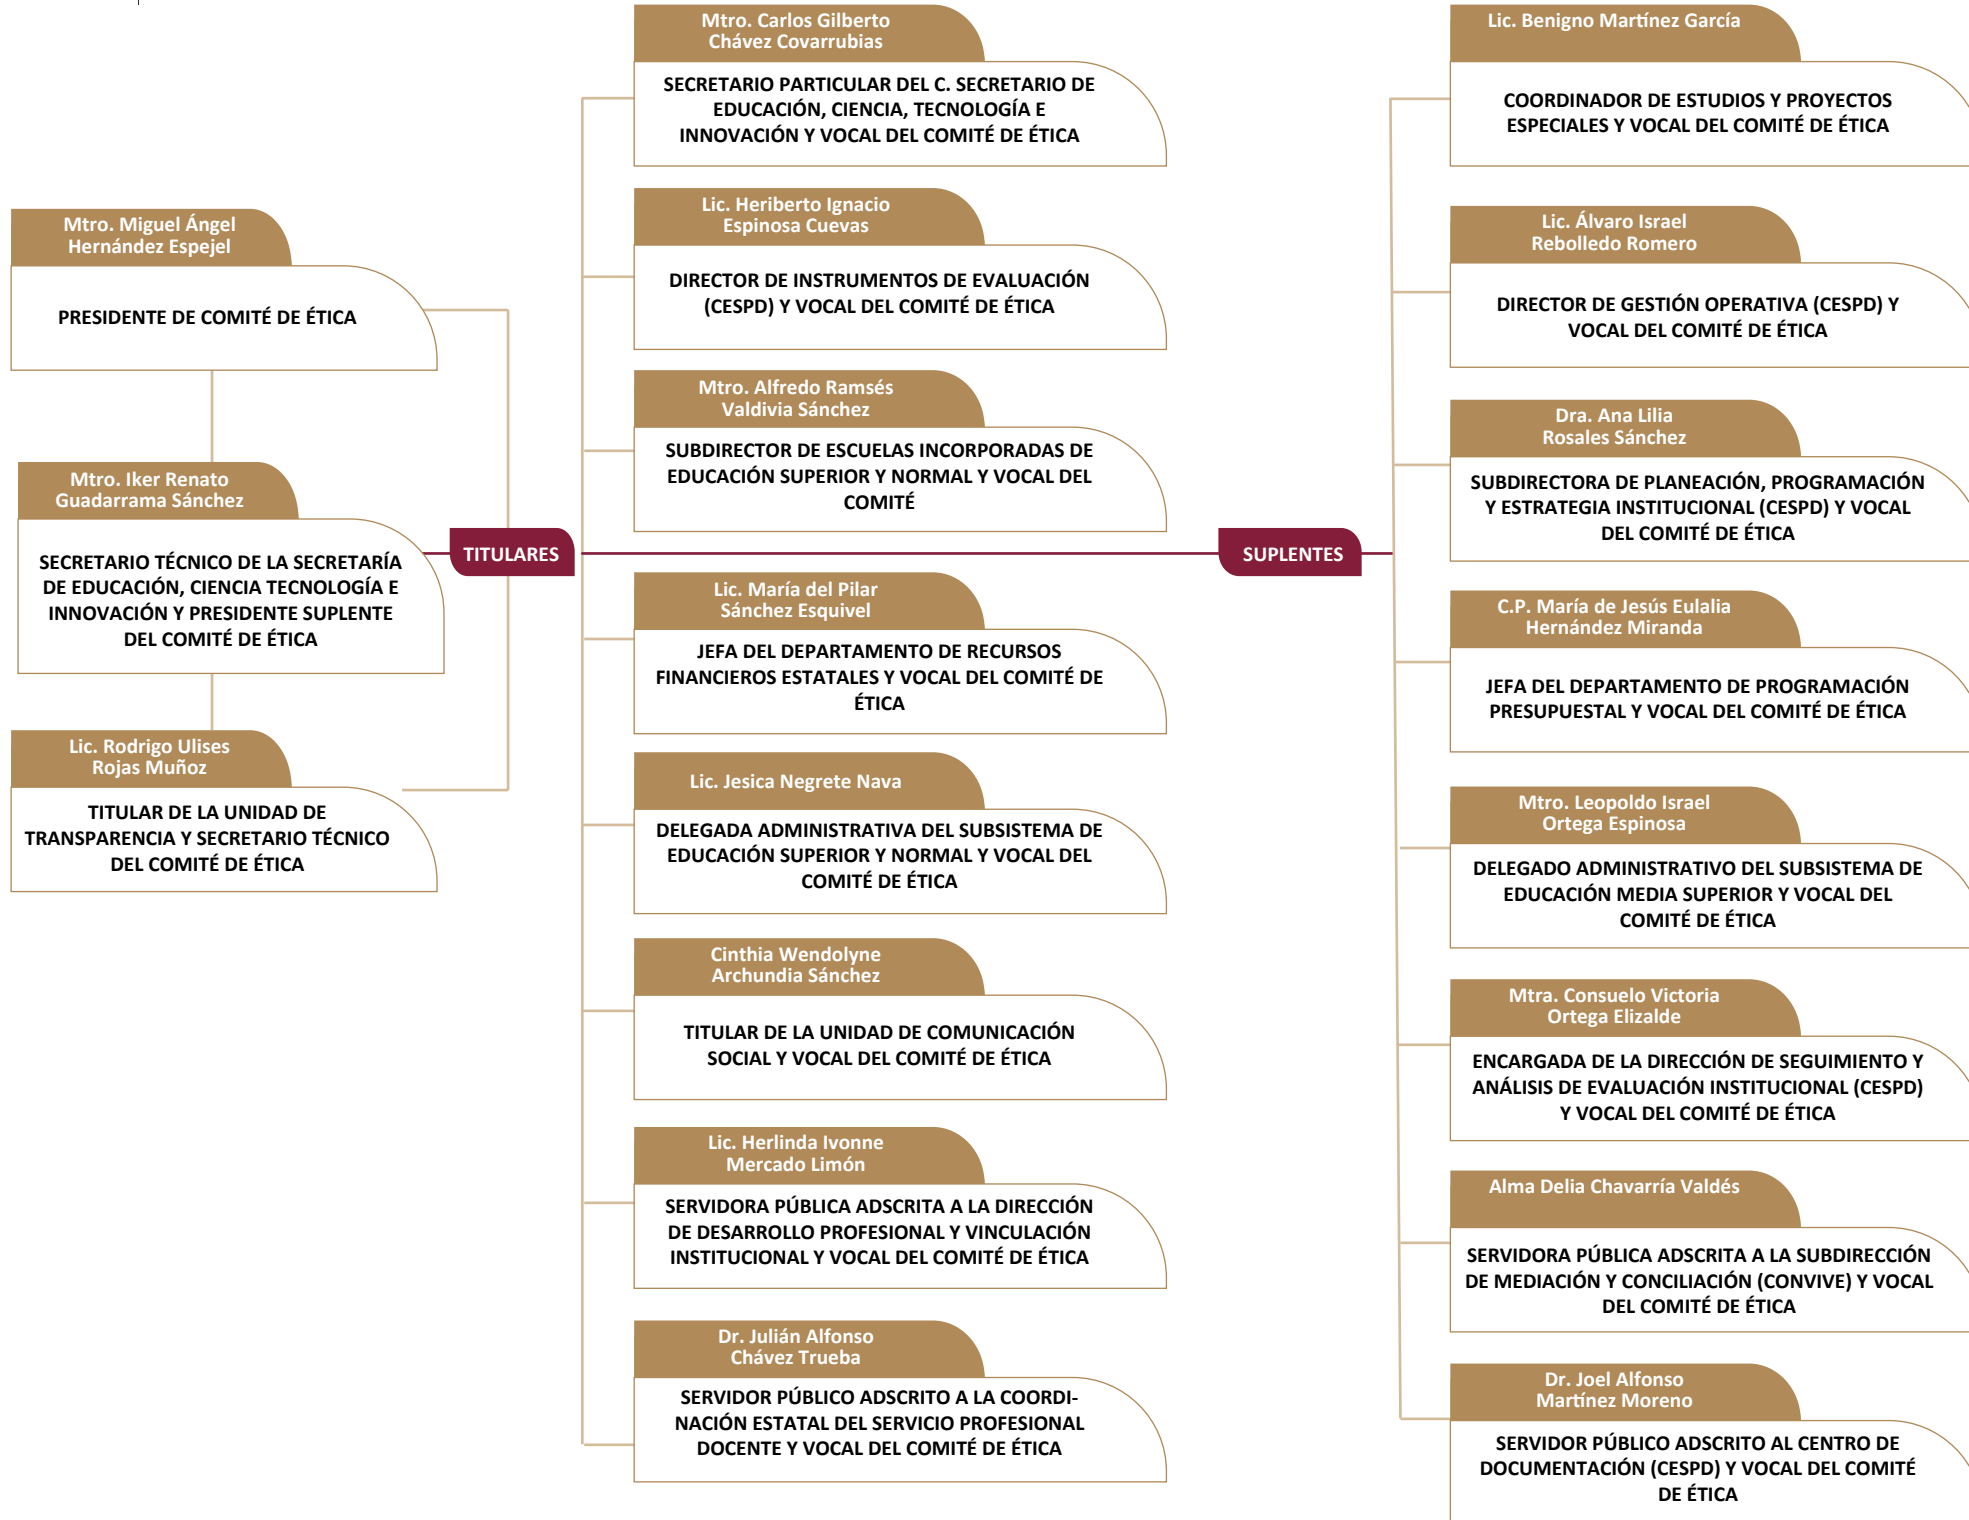 Mtro. Miguel Ángel
Hernández Espejel
PRESIDENTE DE COMITÉ DE ÉTICA
Mtro. Iker Renato
Guadarrama Sánchez
SECRETARIO TÉCNICO DE LA SECRETARÍA
DE EDUCACIÓN, CIENCIA TECNOLOGÍA E
INNOVACIÓN Y PRESIDENTE SUPLENTE
DEL COMITÉ DE ÉTICA
Lic. Rodrigo Ulises
Rojas Muñoz
TITULAR DE LA UNIDAD DE
TRANSPARENCIA Y SECRETARIO TÉCNICO
DEL COMITÉ DE ÉTICA
TITULARES
Mtro. Carlos Gilberto
Chávez Covarrubias
SECRETARIO PARTICULAR DEL C. SECRETARIO DE
EDUCACIÓN, CIENCIA, TECNOLOGÍA E
INNOVACIÓN Y VOCAL DEL COMITÉ DE ÉTICA
Lic. Heriberto Ignacio
Espinosa Cuevas
DIRECTOR DE INSTRUMENTOS DE EVALUACIÓN
(CESPD) Y VOCAL DEL COMITÉ DE ÉTICA
Mtro. Alfredo Ramsés
Valdivia Sánchez
SUBDIRECTOR DE ESCUELAS INCORPORADAS DE
EDUCACIÓN SUPERIOR Y NORMAL Y VOCAL DEL
COMITÉ
Lic. María del Pilar
Sánchez Esquivel
JEFA DEL DEPARTAMENTO DE RECURSOS
FINANCIEROS ESTATALES Y VOCAL DEL COMITÉ DE
ÉTICA
Lic. Jesica Negrete Nava
DELEGADA ADMINISTRATIVA DEL SUBSISTEMA DE
EDUCACIÓN SUPERIOR Y NORMAL Y VOCAL DEL
COMITÉ DE ÉTICA
Cinthia Wendolyne
Archundia Sánchez
TITULAR DE LA UNIDAD DE COMUNICACIÓN
SOCIAL Y VOCAL DEL COMITÉ DE ÉTICA
Lic. Herlinda Ivonne
Mercado Limón
SERVIDORA PÚBLICA ADSCRITA A LA DIRECCIÓN
DE DESARROLLO PROFESIONAL Y VINCULACIÓN
INSTITUCIONAL Y VOCAL DEL COMITÉ DE ÉTICA
Dr. Julián Alfonso
Chávez Trueba
SERVIDOR PÚBLICO ADSCRITO A LA COORDI-
NACIÓN ESTATAL DEL SERVICIO PROFESIONAL
DOCENTE Y VOCAL DEL COMITÉ DE ÉTICA
SUPLENTES
Lic. Benigno Martínez García
COORDINADOR DE ESTUDIOS Y PROYECTOS
ESPECIALES Y VOCAL DEL COMITÉ DE ÉTICA
Lic. Álvaro Israel
Rebolledo Romero
DIRECTOR DE GESTIÓN OPERATIVA (CESPD) Y
VOCAL DEL COMITÉ DE ÉTICA
Dra. Ana Lilia
Rosales Sánchez
SUBDIRECTORA DE PLANEACIÓN, PROGRAMACIÓN
Y ESTRATEGIA INSTITUCIONAL (CESPD) Y VOCAL
DEL COMITÉ DE ÉTICA
C.P. María de Jesús Eulalia
Hernández Miranda
JEFA DEL DEPARTAMENTO DE PROGRAMACIÓN
PRESUPUESTAL Y VOCAL DEL COMITÉ DE ÉTICA
Mtro. Leopoldo Israel
Ortega Espinosa
DELEGADO ADMINISTRATIVO DEL SUBSISTEMA DE
EDUCACIÓN MEDIA SUPERIOR Y VOCAL DEL
COMITÉ DE ÉTICA
Mtra. Consuelo Victoria
Ortega Elizalde
ENCARGADA DE LA DIRECCIÓN DE SEGUIMIENTO Y
ANÁLISIS DE EVALUACIÓN INSTITUCIONAL (CESPD)
Y VOCAL DEL COMITÉ DE ÉTICA
Alma Delia Chavarría Valdés
SERVIDORA PÚBLICA ADSCRITA A LA SUBDIRECCIÓN
DE MEDIACIÓN Y CONCILIACIÓN (CONVIVE) Y VOCAL
DEL COMITÉ DE ÉTICA
Dr. Joel Alfonso
Martínez Moreno
SERVIDOR PÚBLICO ADSCRITO AL CENTRO DE
DOCUMENTACIÓN (CESPD) Y VOCAL DEL COMITÉ
DE ÉTICA